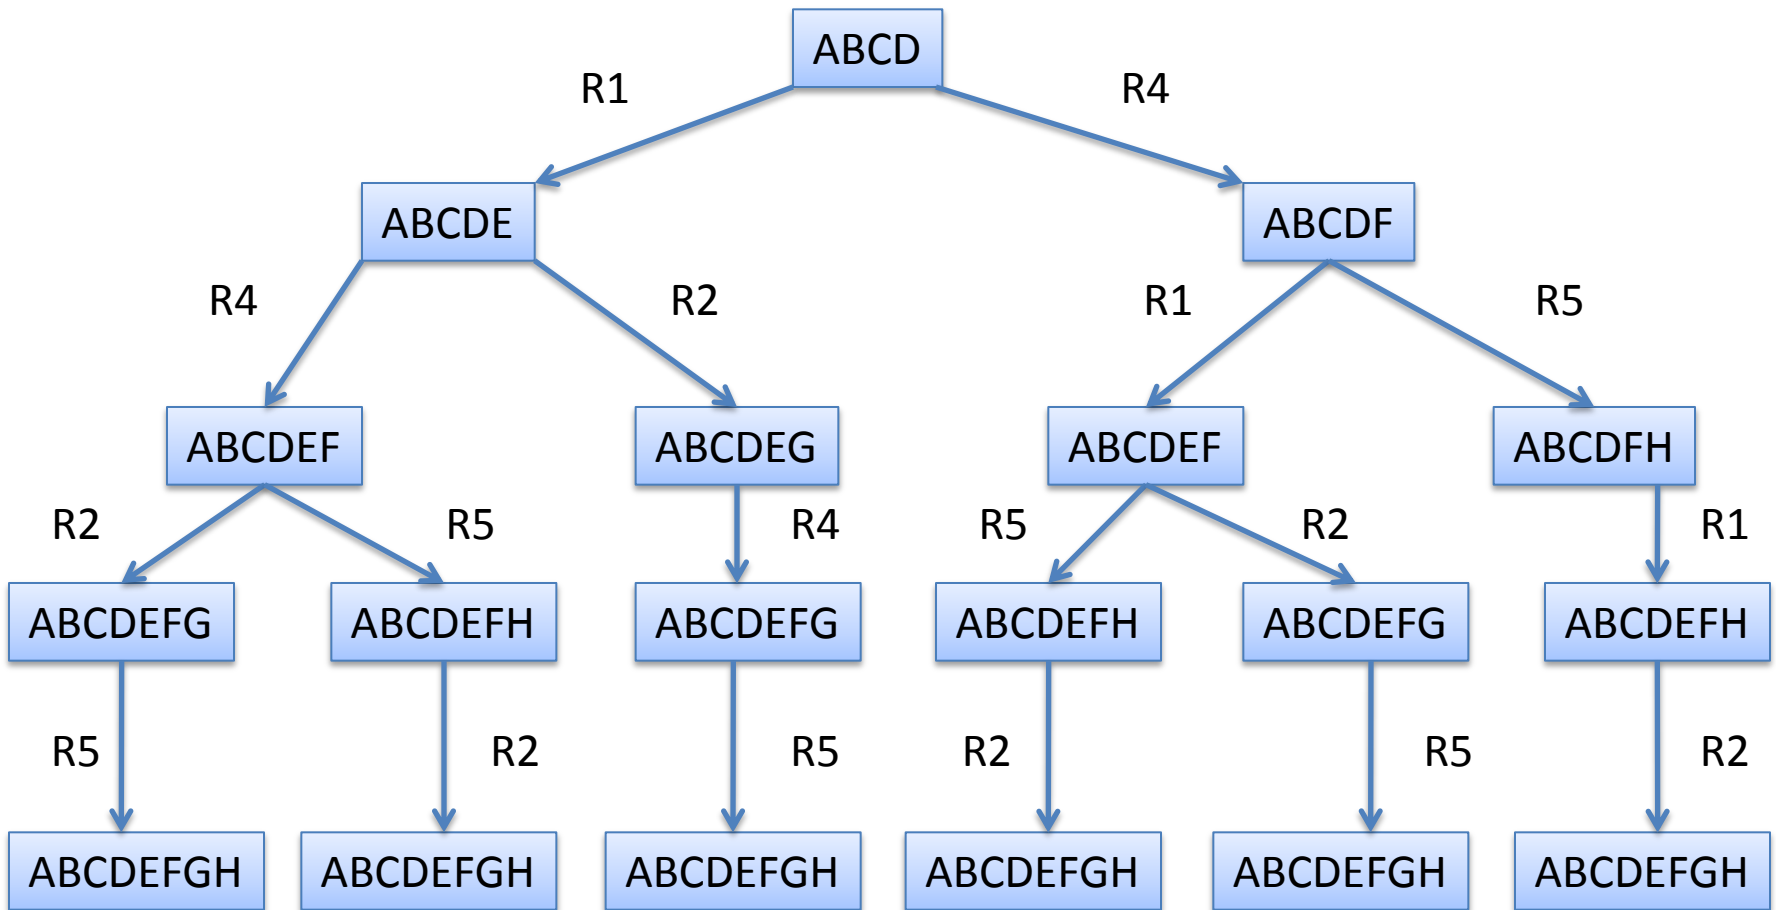 ABCD
R1 R4
ABCDE ABCDF
R4 R2 R1 R5
ABCDEF ABCDEG ABCDEF ABCDFH
R2 R5 R4 R5 R2 R1
ABCDEFG ABCDEFH ABCDEFG ABCDEFH ABCDEFG ABCDEFH
R5 R2 R5 R2 R5 R2
ABCDEFGH ABCDEFGH ABCDEFGH ABCDEFGH ABCDEFGH ABCDEFGH